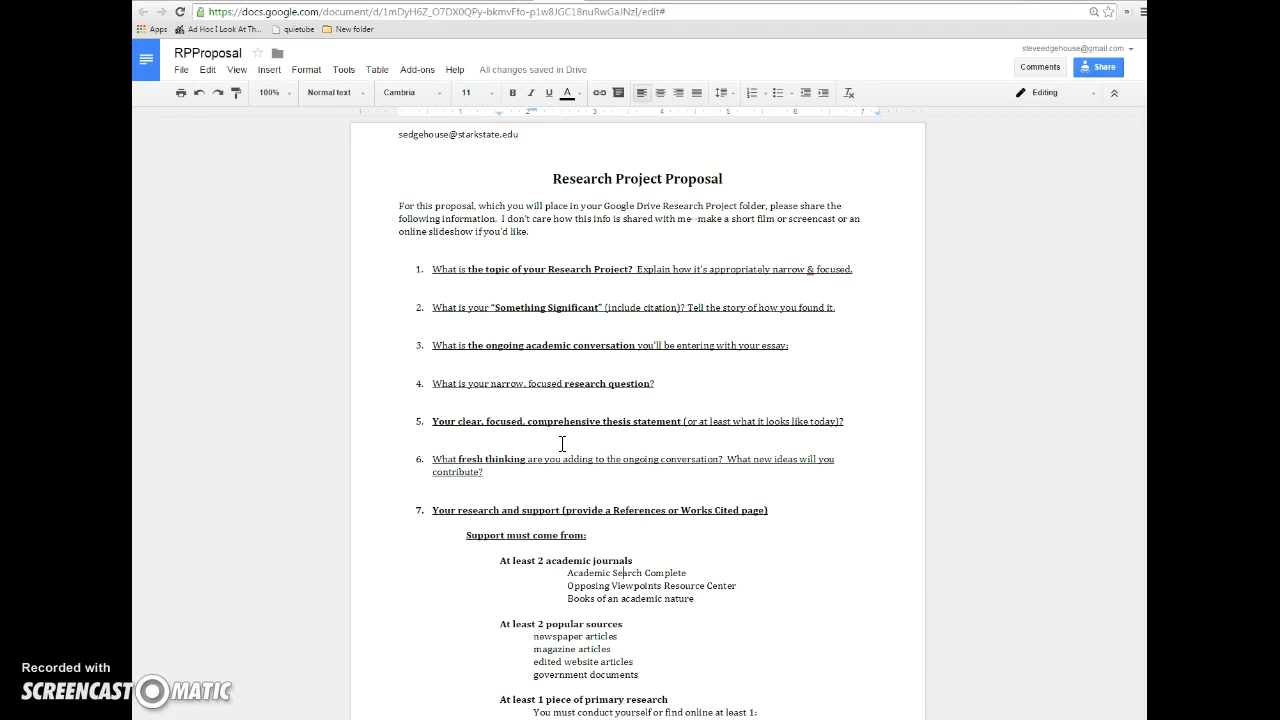 https://docs.google.com/document/d/1mDyH6Z_O7DX0QPy-bkmvFfo-p1w8JGC18nuRwGaJNzI/edit#
Apps Ad Hoc I Look At Th... quietube New folder
RPProposal
steveedgehouse@gmail.com
File Edit View Insert Format Tools Table Add-ons Help All changes saved in Drive
Comments Share
100% Normal text Cambria 11 B I U A Editing
1 2 3 4 5 6 7
sedgehouse@starkstate.edu
Research Project Proposal
For this proposal, which you will place in your Google Drive Research Project folder, please share the
following information. I don't care how this info is shared with me--make a short film or screencast or an
online slideshow if you'd like.
1. What is the topic of your Research Project? Explain how it's appropriately narrow & focused.
2. What is your "Something Significant" (include citation)? Tell the story of how you found it.
3. What is the ongoing academic conversation you'll be entering with your essay:
4. What is your narrow, focused research question?
5. Your clear, focused, comprehensive thesis statement (or at least what it looks like today)?
6. What fresh thinking are you adding to the ongoing conversation? What new ideas will you
contribute?
7. Your research and support (provide a References or Works Cited page)
Support must come from:
At least 2 academic journals
Academic Search Complete
Opposing Viewpoints Resource Center
Books of an academic nature
At least 2 popular sources
newspaper articles
magazine articles
edited website articles
government documents
At least 1 piece of primary research
You must conduct yourself or find online at least 1:
Recorded with
SCREENCAST O MATIC